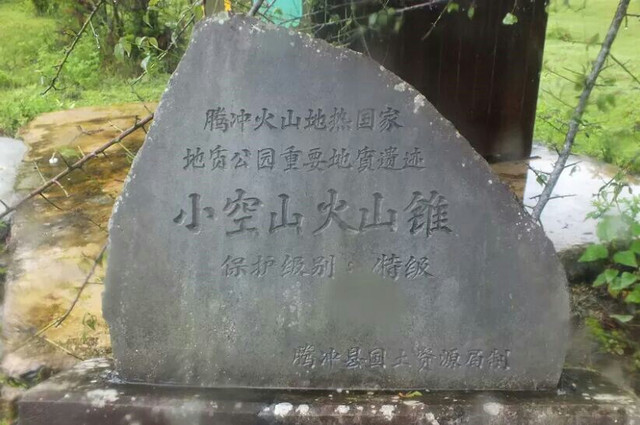 腾冲火山地热国家
地质公园重要地质遗迹
小空山火山锥
保护级别：特级
腾冲县国土资源局制